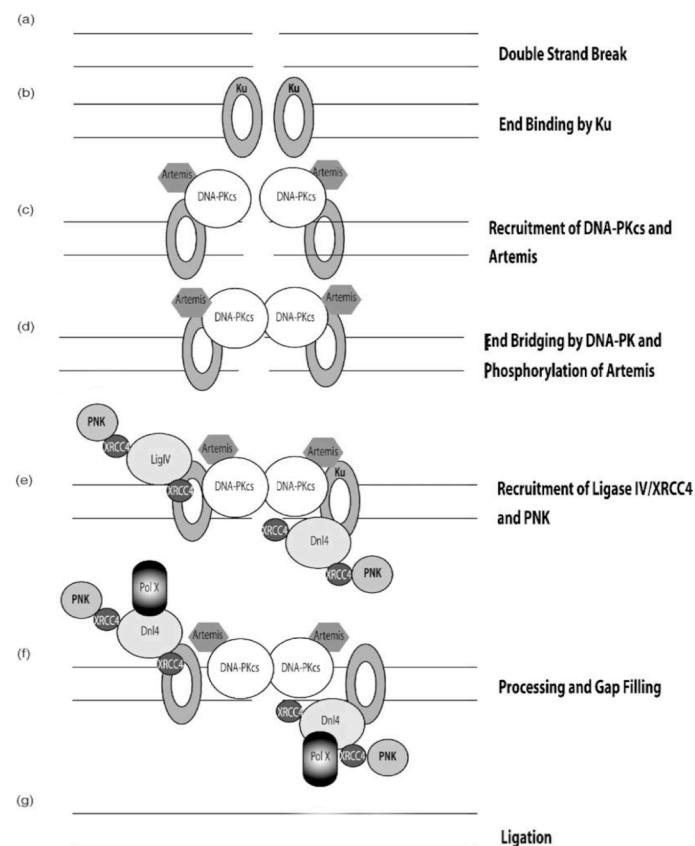 (a)
Double Strand Break
(b)
Ku Ku
End Binding by Ku
Artemis Artemis
DNA-PKcs DNA-PKcs
(c)
Recruitment of DNA-PKcs and
Artemis
Artemis Artemis
DNA-PKcs DNA-PKcs
(d)
End Bridging by DNA-PK and
Phosphorylation of Artemis
PNK
XRCC4 Artemis Artemis
LigIV
Ku
(e)
XRCC4 DNA-PKcs DNA-PKcs
Recruitment of Ligase IV/XRCC4
and PNK
XRCC4
Dnl4
XRCC4 PNK
Pol X
PNK
XRCC4 Dnl4 Artemis Artemis
(f)
XRCC4 DNA-PKcs DNA-PKcs
Processing and Gap Filling
XRCC4
Dnl4
Pol X XRCC4 PNK
(g)
Ligation